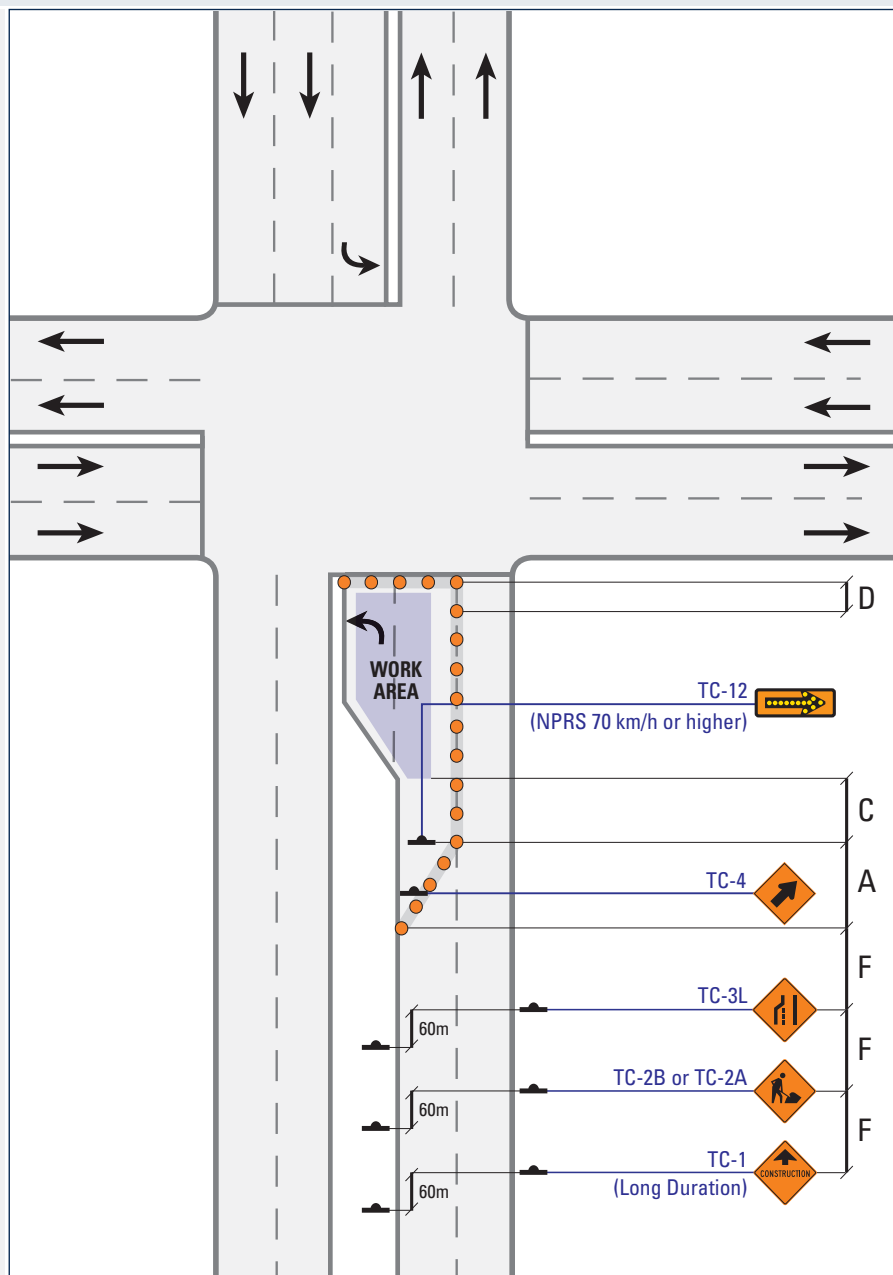 D
WORK
AREA
TC-12
(NPRS 70 km/h or higher)
C
TC-4
A
F
TC-3L
60m
F
TC-2B or TC-2A
60m
F
TC-1
(Long Duration)
CONSTRUCTION
60m